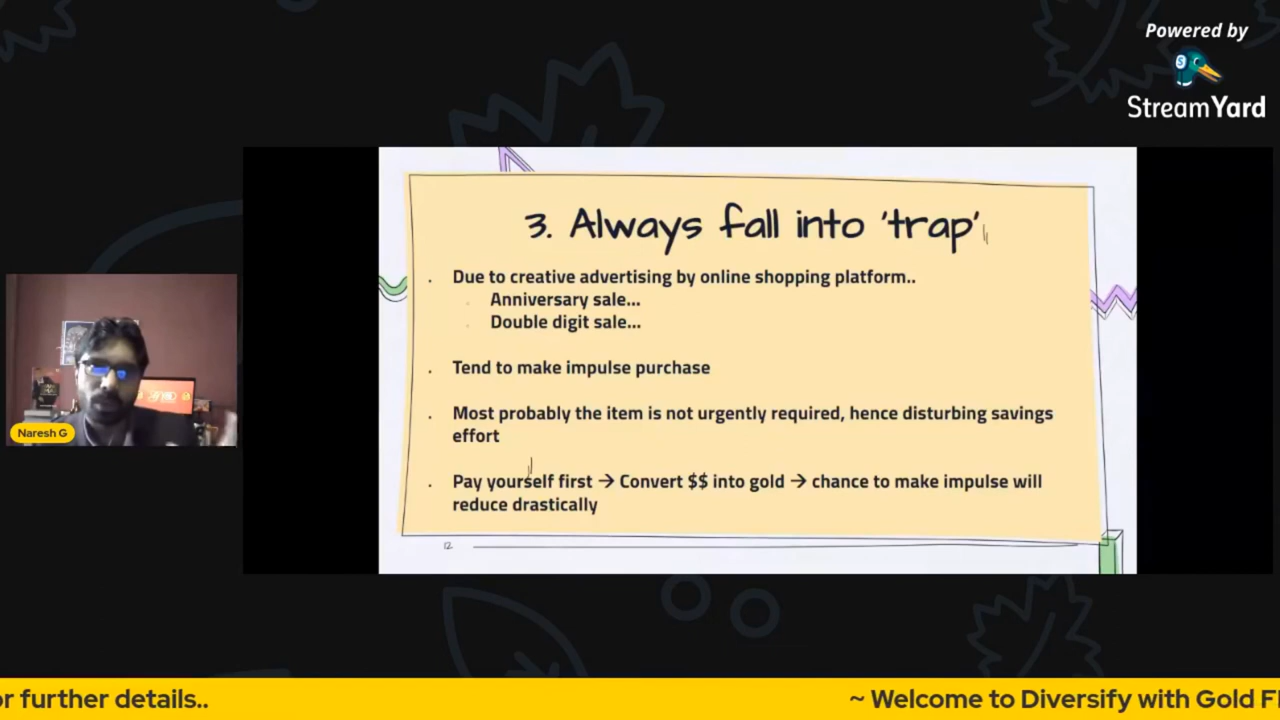 Powered by
StreamYard
3. Always fall into 'trap'
Due to creative advertising by online shopping platform..
Anniversary sale...
Double digit sale...
Tend to make impulse purchase
Most probably the item is not urgently required, hence disturbing savings
effort
Pay yourself first → Convert $$ into gold → chance to make impulse will
reduce drastically
12
Naresh G
or further details..
~ Welcome to Diversify with Gold